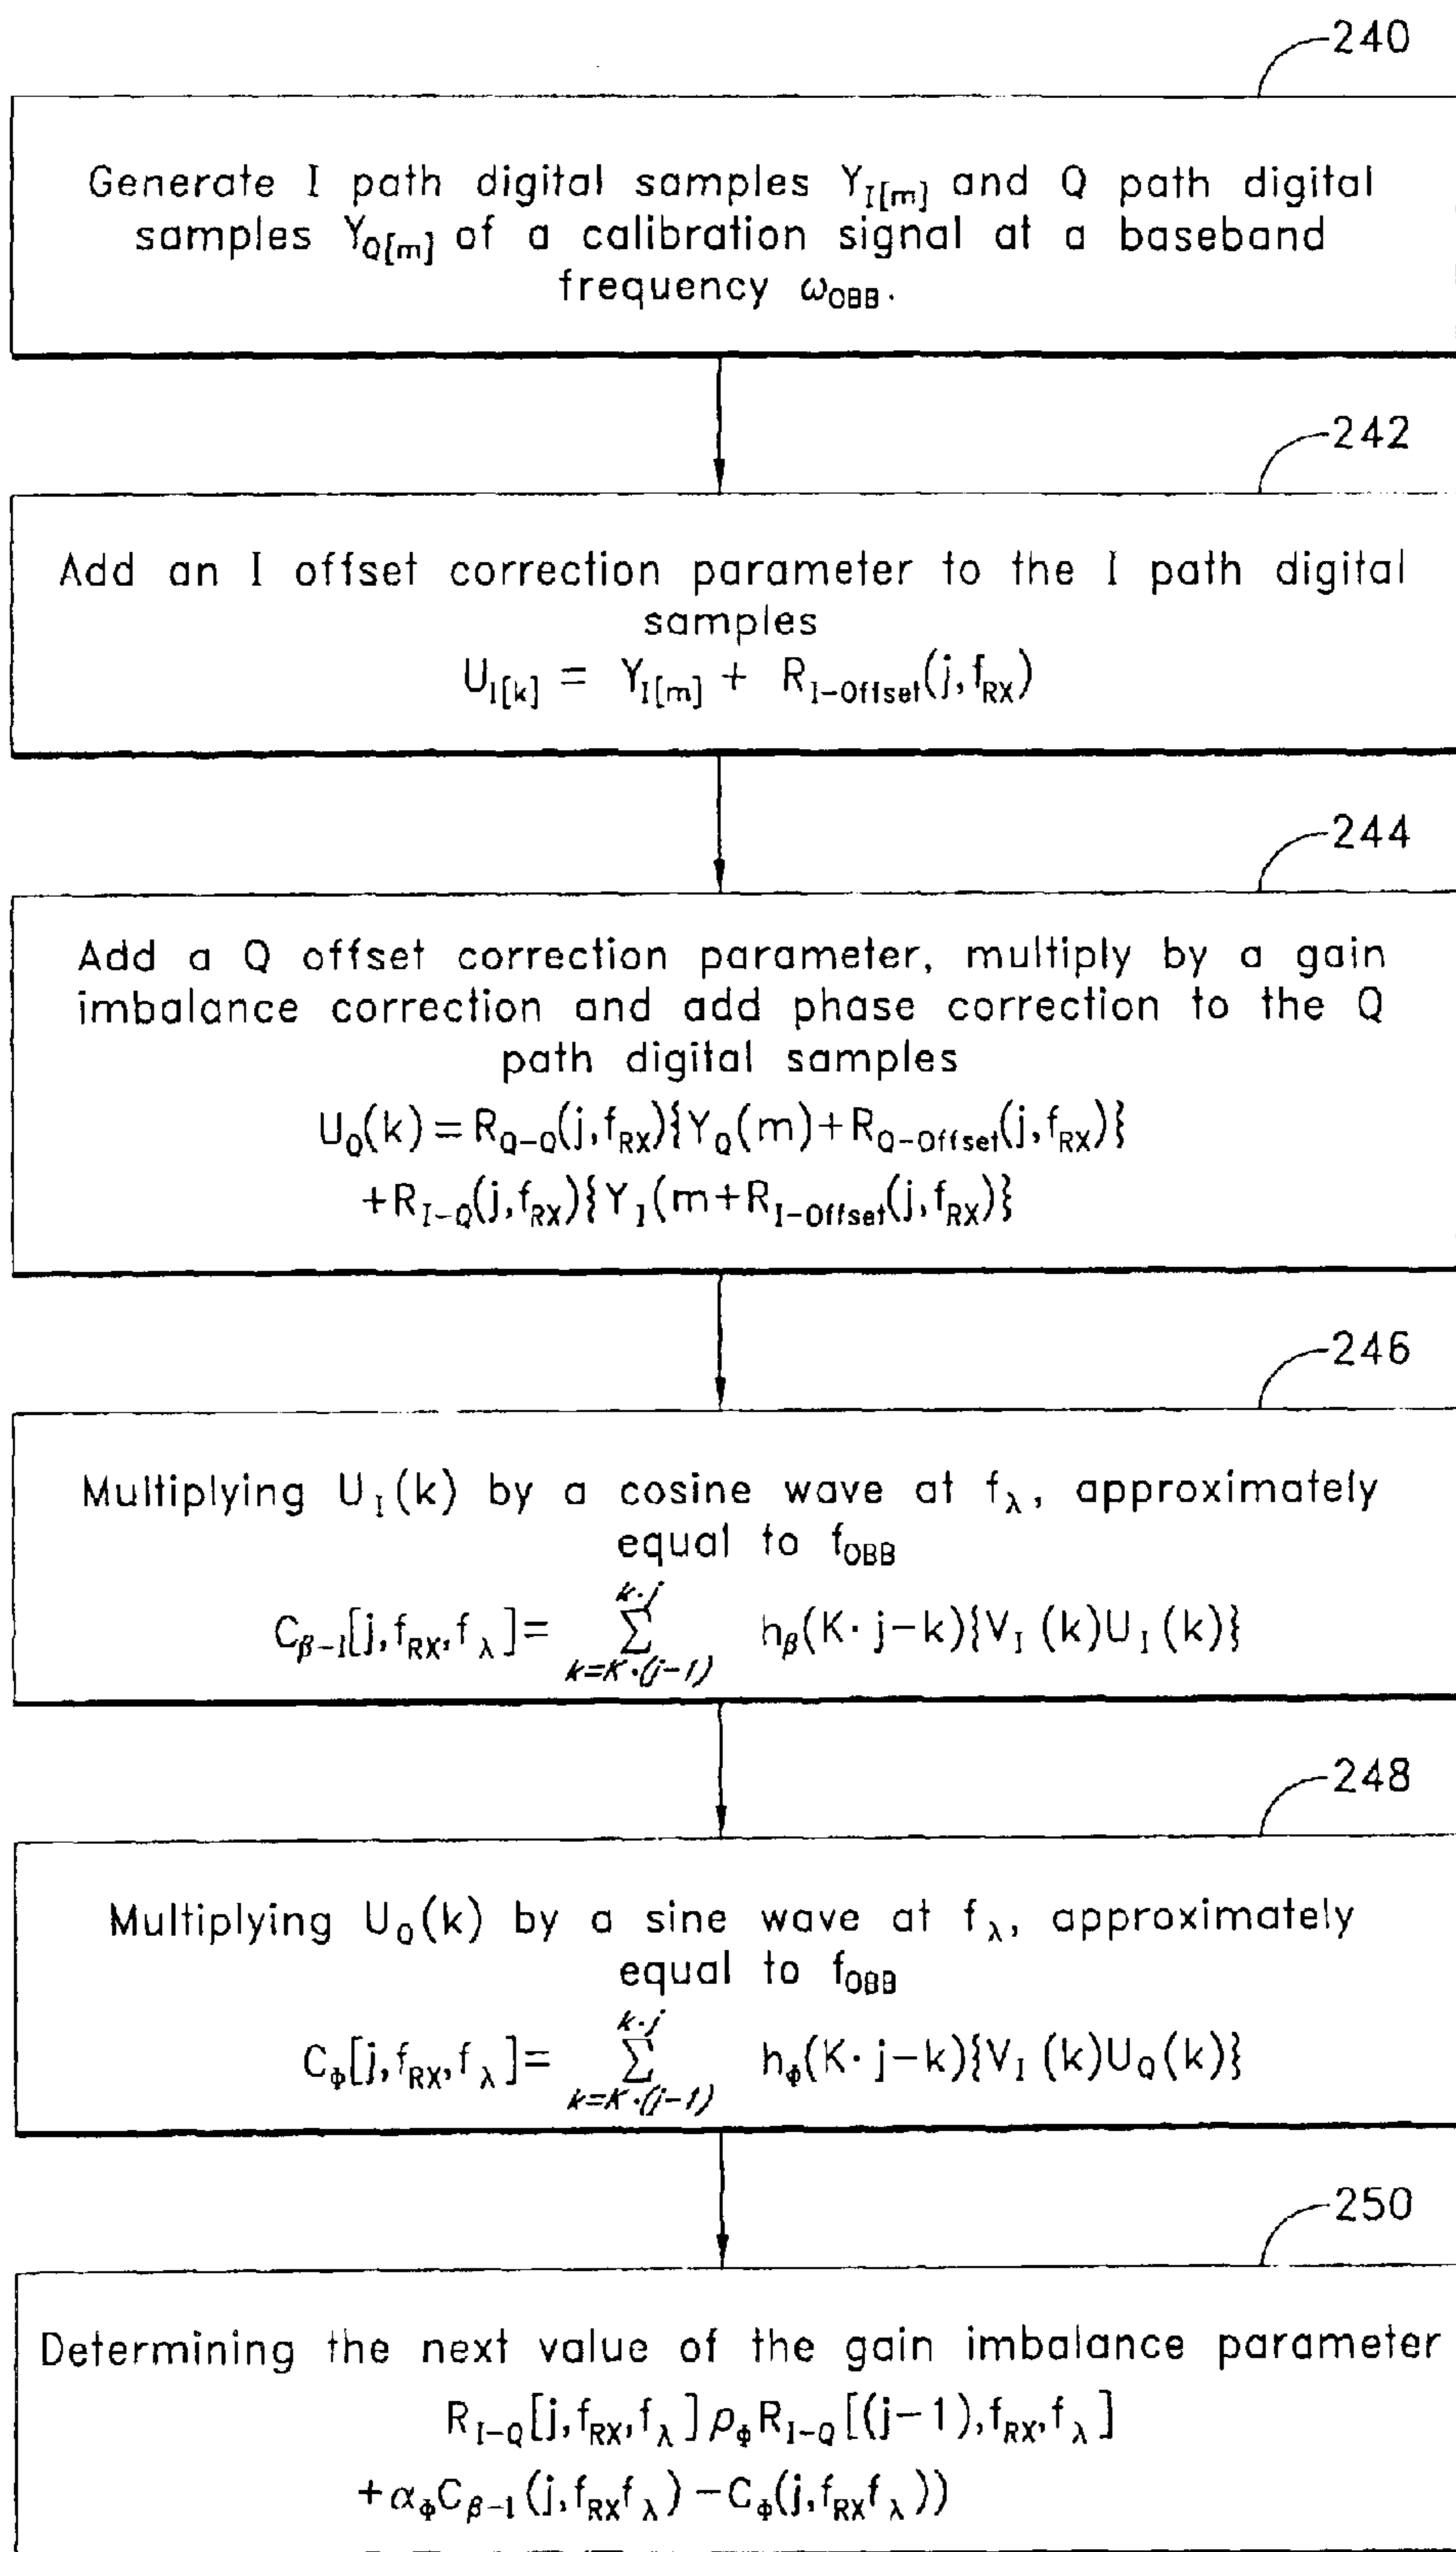 240
Generate I path digital samples Y_I[m] and Q path digital
samples Y_Q[m] of a calibration signal at a baseband
frequency ω_OBB.
242
Add an I offset correction parameter to the I path digital
samples
U_I[k] = Y_I[m] + R_I-Offset(j,f_RX)
244
Add a Q offset correction parameter, multiply by a gain
imbalance correction and add phase correction to the Q
path digital samples
U_Q(k)=R_Q-Q(j,f_RX){Y_Q(m)+R_Q-Offset(j,f_RX)}
+R_I-Q(j,f_RX){Y_I(m+R_I-Offset(j,f_RX)}
246
Multiplying U_I(k) by a cosine wave at f_λ, approximately
equal to f_OBB
k·j
C_β-1[j,f_RX,f_λ]= Σ h_β(K·j-k){V_I(k)U_I(k)}
k=K·(j-1)
248
Multiplying U_Q(k) by a sine wave at f_λ, approximately
equal to f_OBB
k·j
C_Φ[j,f_RX,f_λ]= Σ h_Φ(K·j-k){V_I(k)U_Q(k)}
k=K·(j-1)
250
Determining the next value of the gain imbalance parameter
R_I-Q[j,f_RX,f_λ]ρ_Φ R_I-Q[(j-1),f_RX,f_λ]
+α_Φ C_β-1(j,f_RX f_λ)-C_Φ(j,f_RX f_λ))